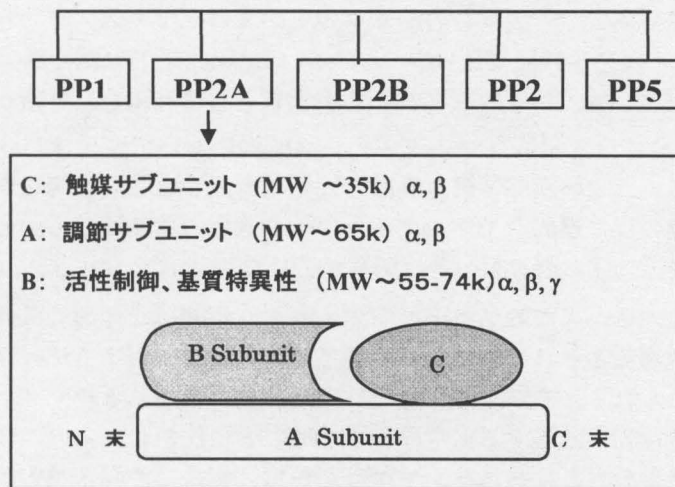 PP1 PP2A PP2B PP2 PP5
C: 触媒サブユニット (MW ～35k) α, β
A: 調節サブユニット (MW～65k) α, β
B: 活性制御、基質特異性 (MW～55-74k)α, β, γ
B Subunit C
N 末 A Subunit C 末